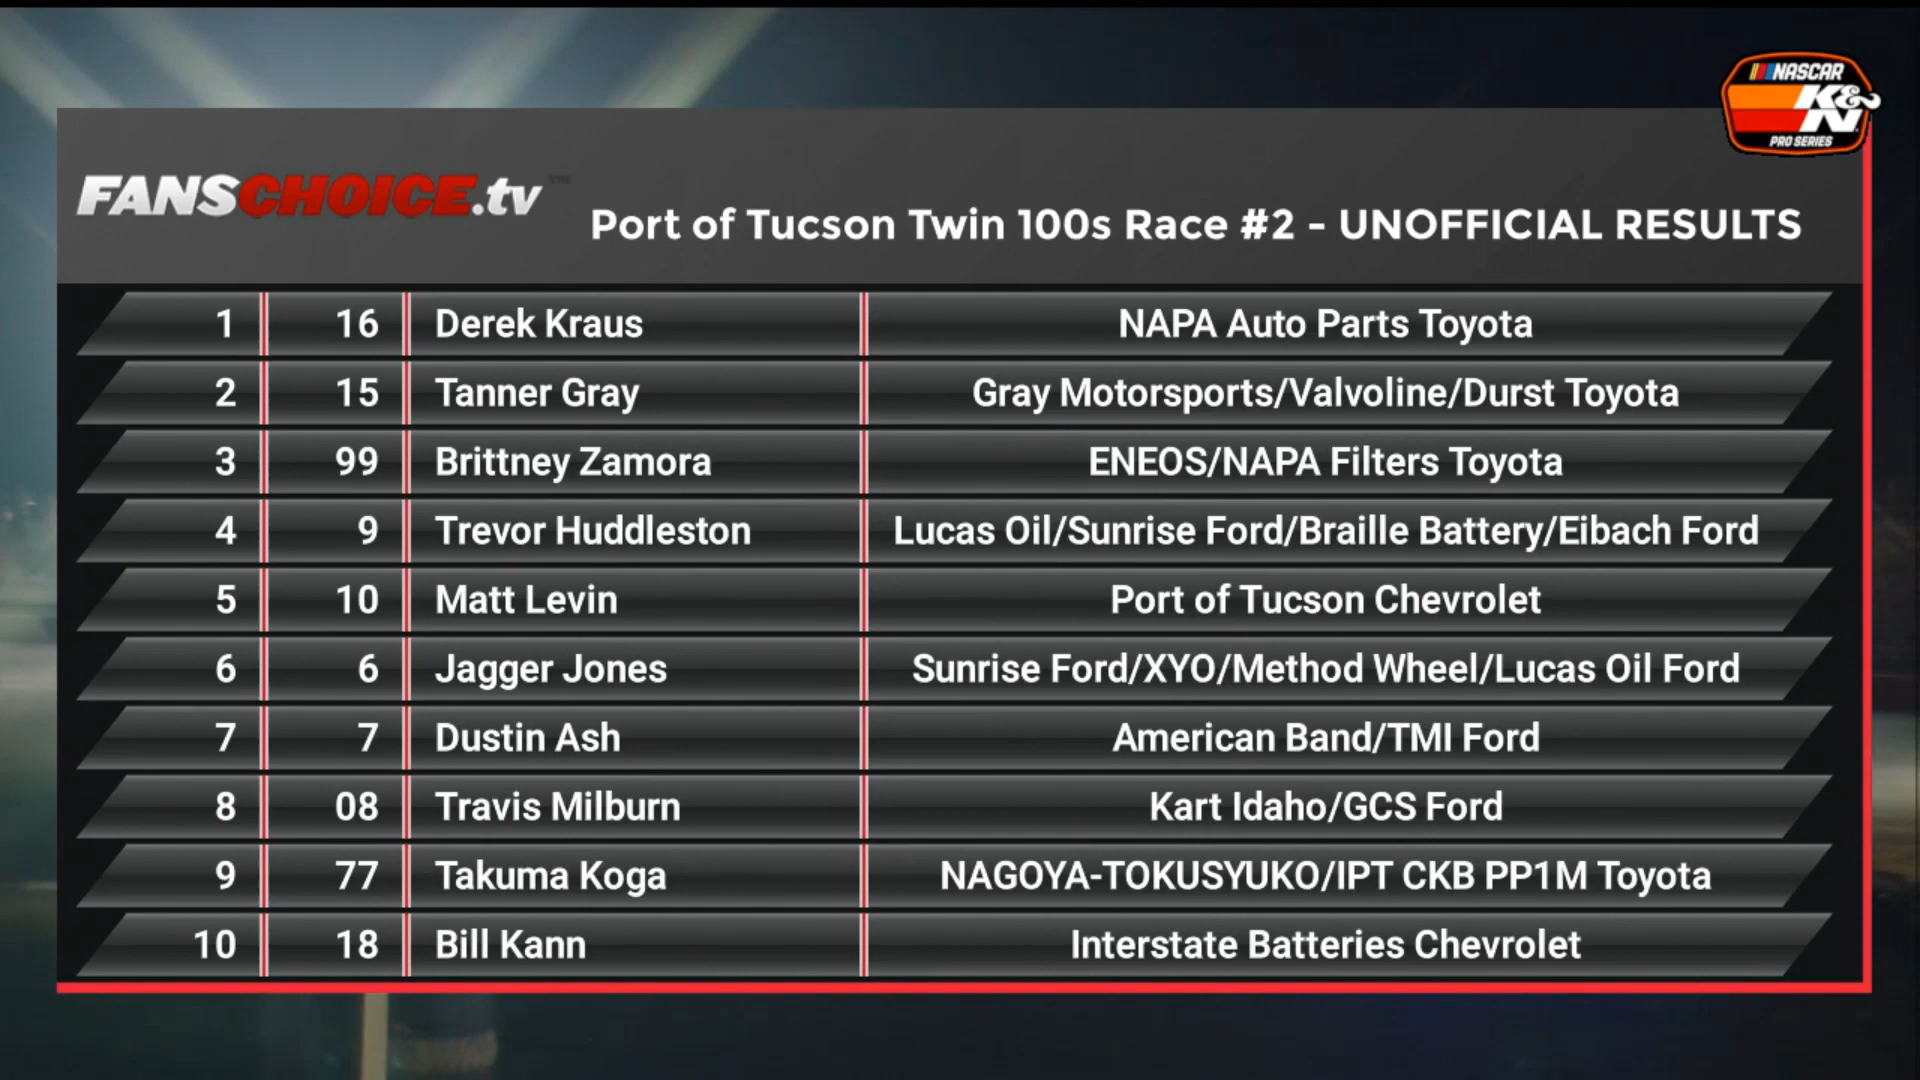 NASCAR
K&N
PRO SERIES
FANSCHOICE.tv™
Port of Tucson Twin 100s Race #2 - UNOFFICIAL RESULTS
1 16 Derek Kraus NAPA Auto Parts Toyota
2 15 Tanner Gray Gray Motorsports/Valvoline/Durst Toyota
3 99 Brittney Zamora ENEOS/NAPA Filters Toyota
4 9 Trevor Huddleston Lucas Oil/Sunrise Ford/Braille Battery/Eibach Ford
5 10 Matt Levin Port of Tucson Chevrolet
6 6 Jagger Jones Sunrise Ford/XYO/Method Wheel/Lucas Oil Ford
7 7 Dustin Ash American Band/TMI Ford
8 08 Travis Milburn Kart Idaho/GCS Ford
9 77 Takuma Koga NAGOYA-TOKUSYUKO/IPT CKB PP1M Toyota
10 18 Bill Kann Interstate Batteries Chevrolet